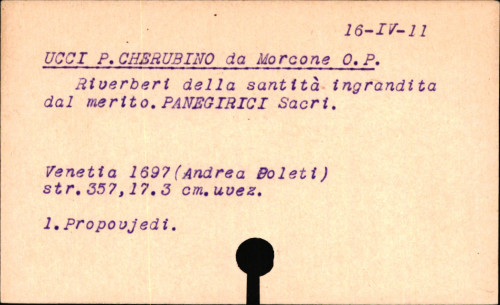 16-IV-11
UCCI P. CHERUBINO da Morcone O.P.
Riverberi della santità ingrandita
dal merito. PANEGIRICI Sacri.
Venetia 1697 (Andrea Poleti)
str. 357, 17.3 cm. uvez.
1. Propovjedi.